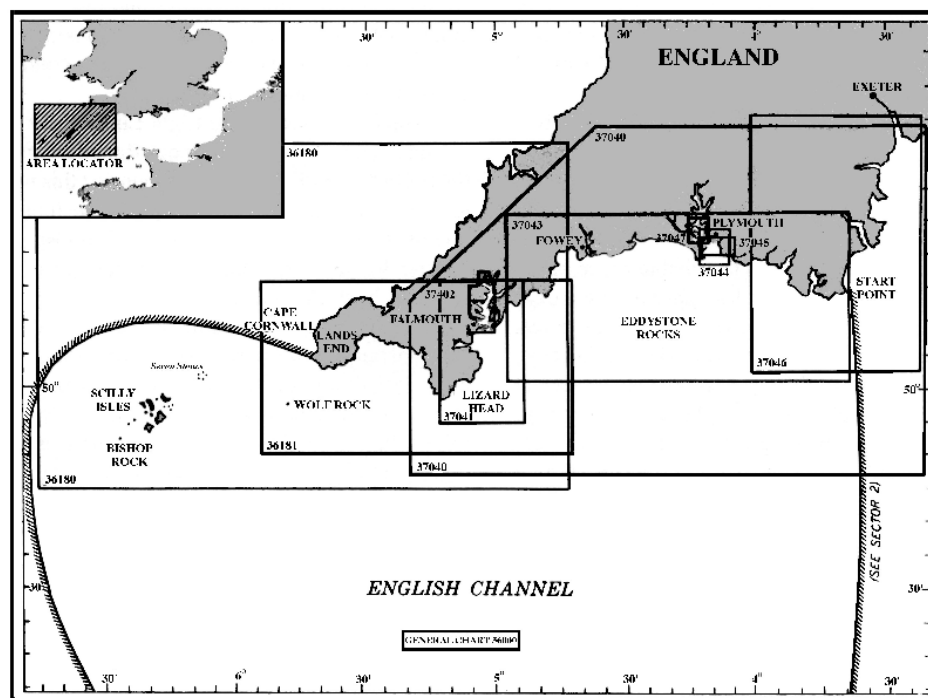 30'
5°
30'
4°
30'
ENGLAND
EXETER
AREA LOCATOR
36180
37040
37043
FOWEY
37047
PLYMOUTH
37045
37044
37402
CAPE
CORNWALL
FALMOUTH
LANDS
END
START
POINT
EDDYSTONE
ROCKS
37046
Seven Stones
50°
50°
SCILLY
ISLES
WOLF ROCK
LIZARD
HEAD
37041
BISHOP
ROCK
36181
37040
36180
(SEE SECTOR 2)
ENGLISH CHANNEL
30'
30'
GENERAL CHART 36000
30'
6°
30'
5°
30'
4°
30'